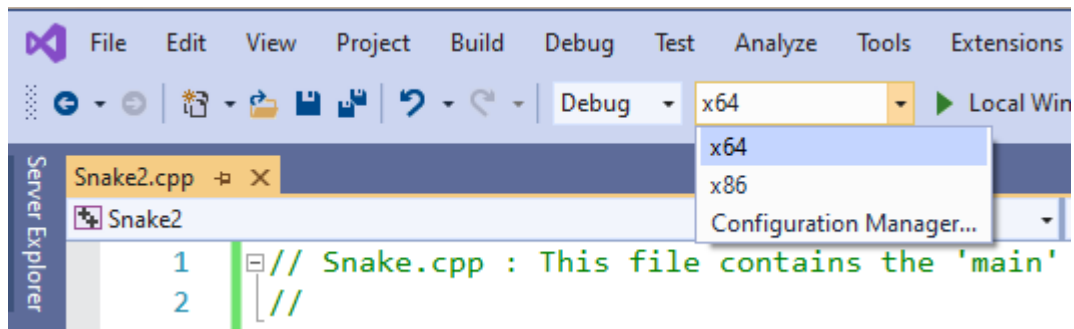 File Edit View Project Build Debug Test Analyze Tools Extensions
Debug x64 Local Win
x64
x86
Configuration Manager...
Server Explorer
Snake2.cpp
Snake2
1 // Snake.cpp : This file contains the 'main'
2 //